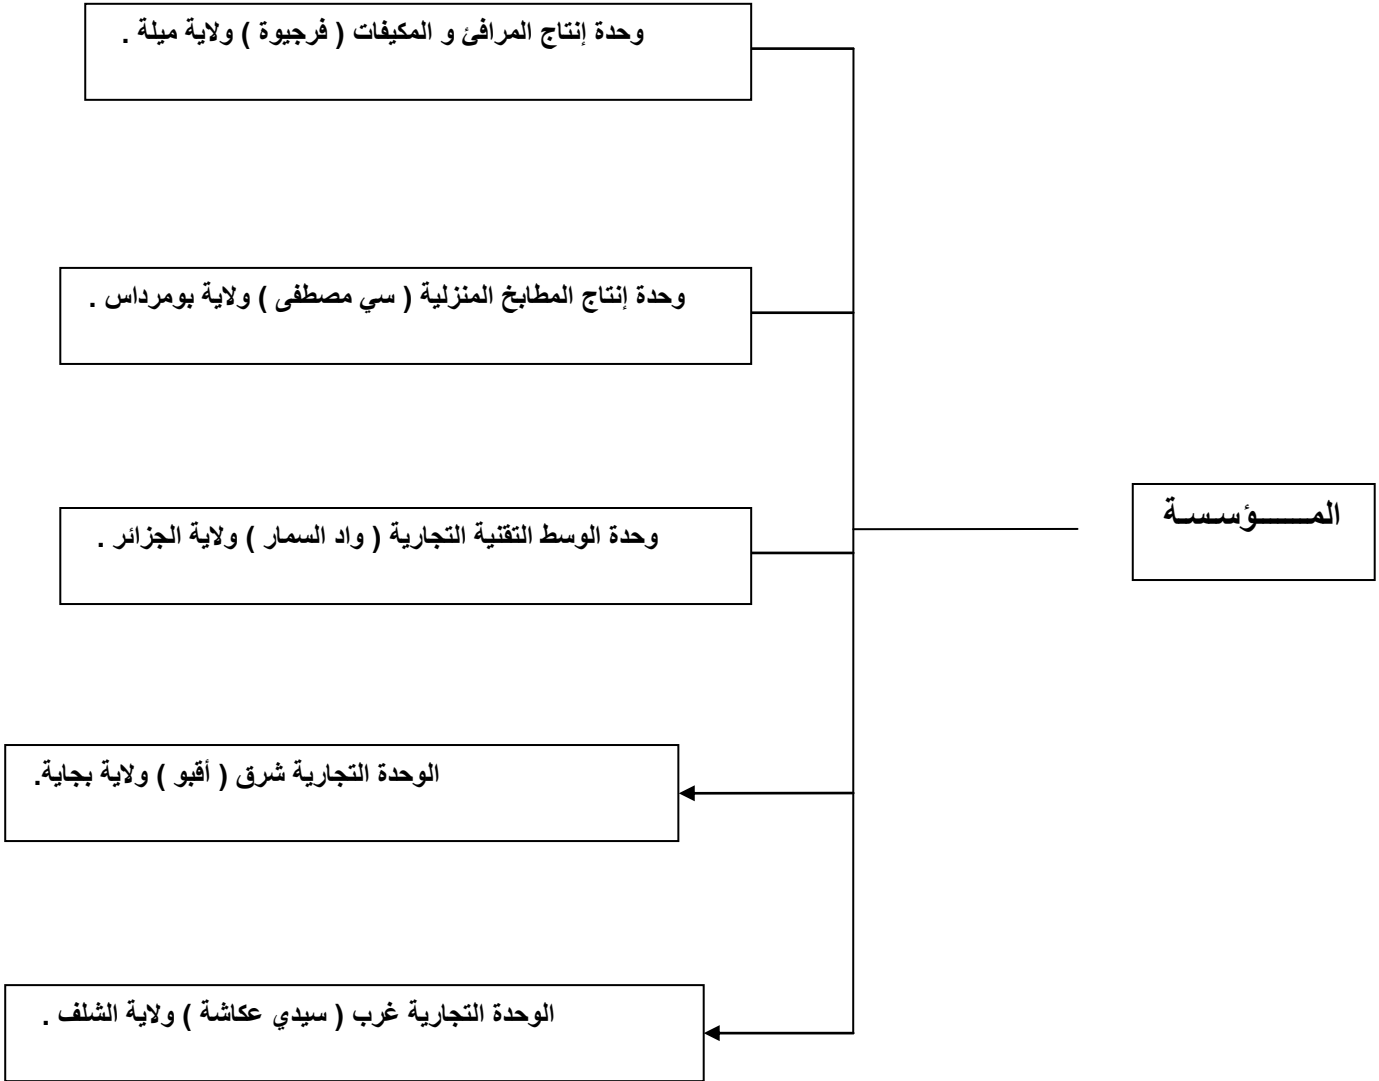 وحدة إنتاج المرافئ و المكيفات ( فرجيوة ) ولاية ميلة .
وحدة إنتاج المطابخ المنزلية ( سي مصطفى ) ولاية بومرداس .
المــــــؤسسة
وحدة الوسط التقنية التجارية ( واد السمار ) ولاية الجزائر .
الوحدة التجارية شرق ( أقبو ) ولاية بجاية.
الوحدة التجارية غرب ( سيدي عكاشة ) ولاية الشلف .